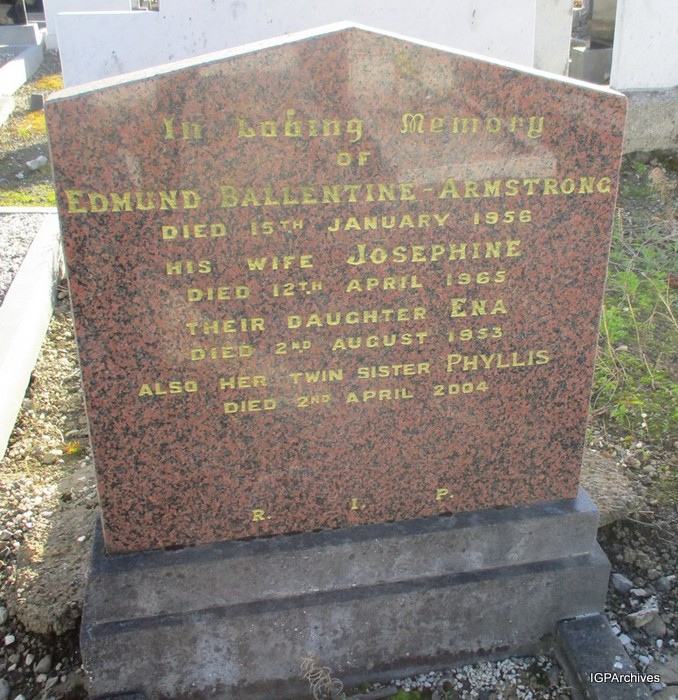 In Loving Memory
OF
EDMUND BALLENTINE-ARMSTRONG
DIED 15TH JANUARY 1956
HIS WIFE JOSEPHINE
DIED 12TH APRIL 1965
THEIR DAUGHTER ENA
DIED 2ND AUGUST 1953
ALSO HER TWIN SISTER PHYLLIS
DIED 2ND APRIL 2004
R. I. P.
IGPArchives